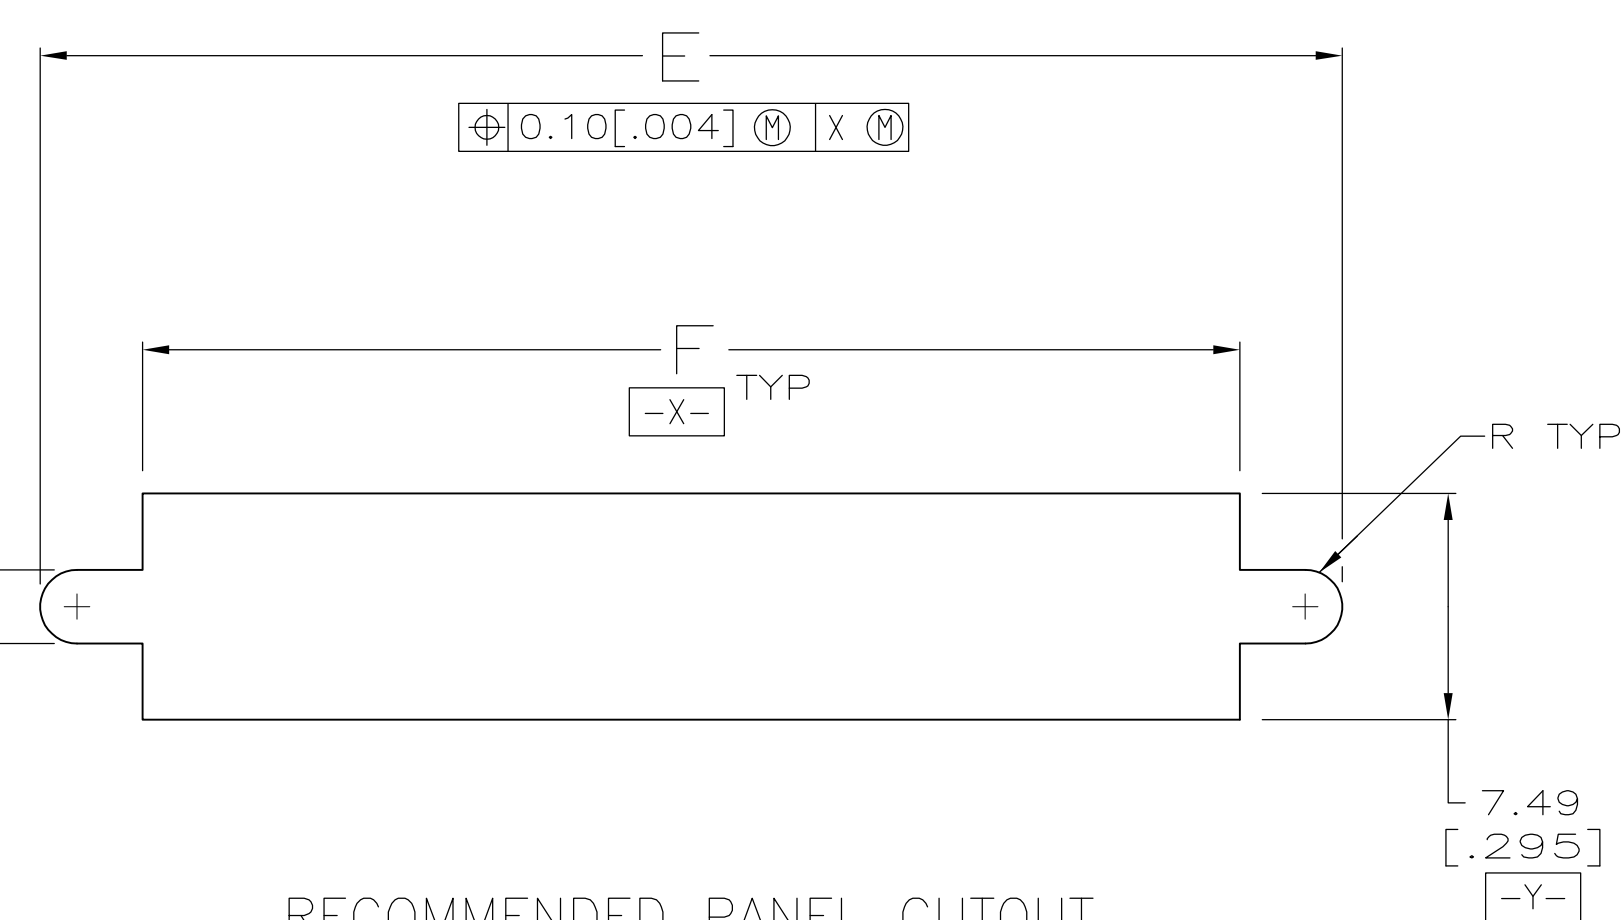 E
⌖ 0.10[.004] Ⓜ X Ⓜ
F
TYP
-X-
R TYP
7.49
[.295]
-Y-
RECOMMENDED PANEL CUTOUT